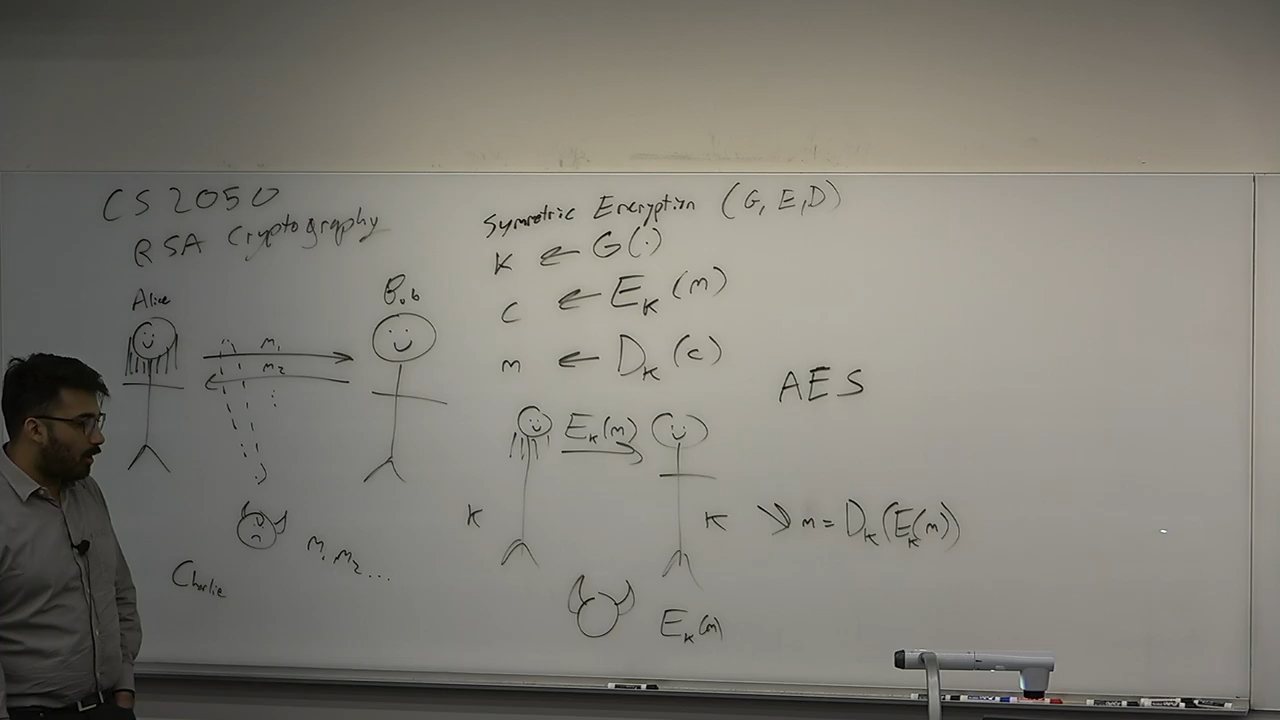 CS 2050
RSA Cryptography
Alice
Bob
m₁
m₂
Charlie
m₁ m₂ ...
Symmetric Encryption (G, E, D)
K ← G(·)
C ← E_K (m)
m ← D_K (c)
AES
E_K(m)
K
K
m = D_K(E_K(m))
E_K(m)